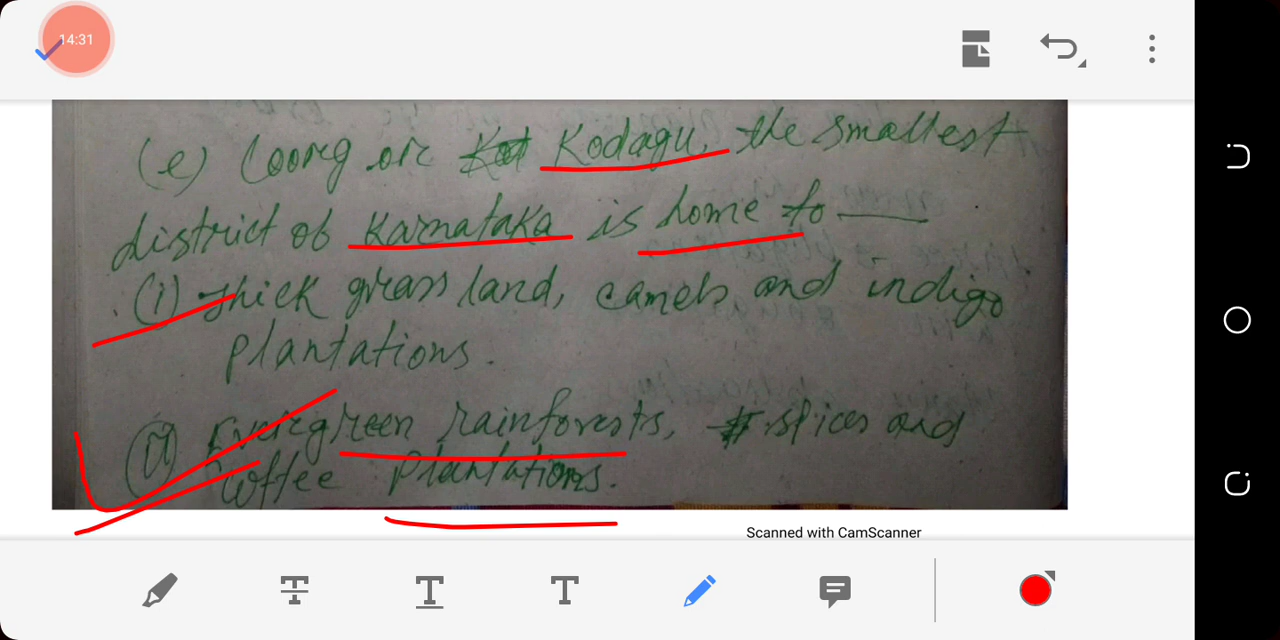 14:31
(e) Coorg or Kodagu, the smallest
district of Karnataka is home to ___
(i) Thick grass land, camels and indigo
plantations.
(ii) Evergreen rainforests, spices and
Coffee plantations.
Scanned with CamScanner